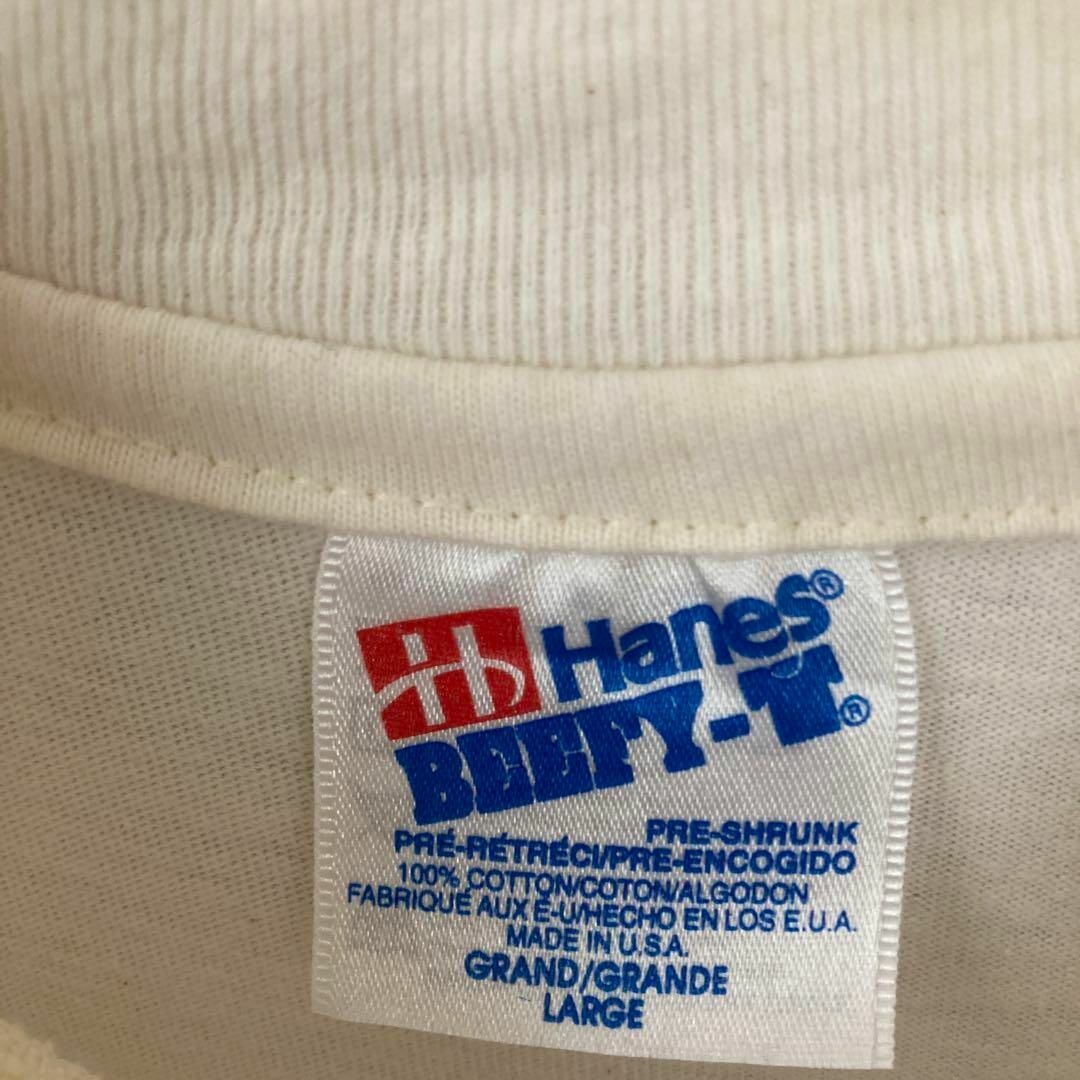 Hanes®
BEEFY-T®
PRE-SHRUNK
PRÉ-RÉTRÉCI/PRE-ENCOGIDO
100% COTTON/COTON/ALGODON
FABRIQUÉ AUX É-U/HECHO EN LOS E.U.A.
MADE IN U.S.A.
GRAND/GRANDE
LARGE